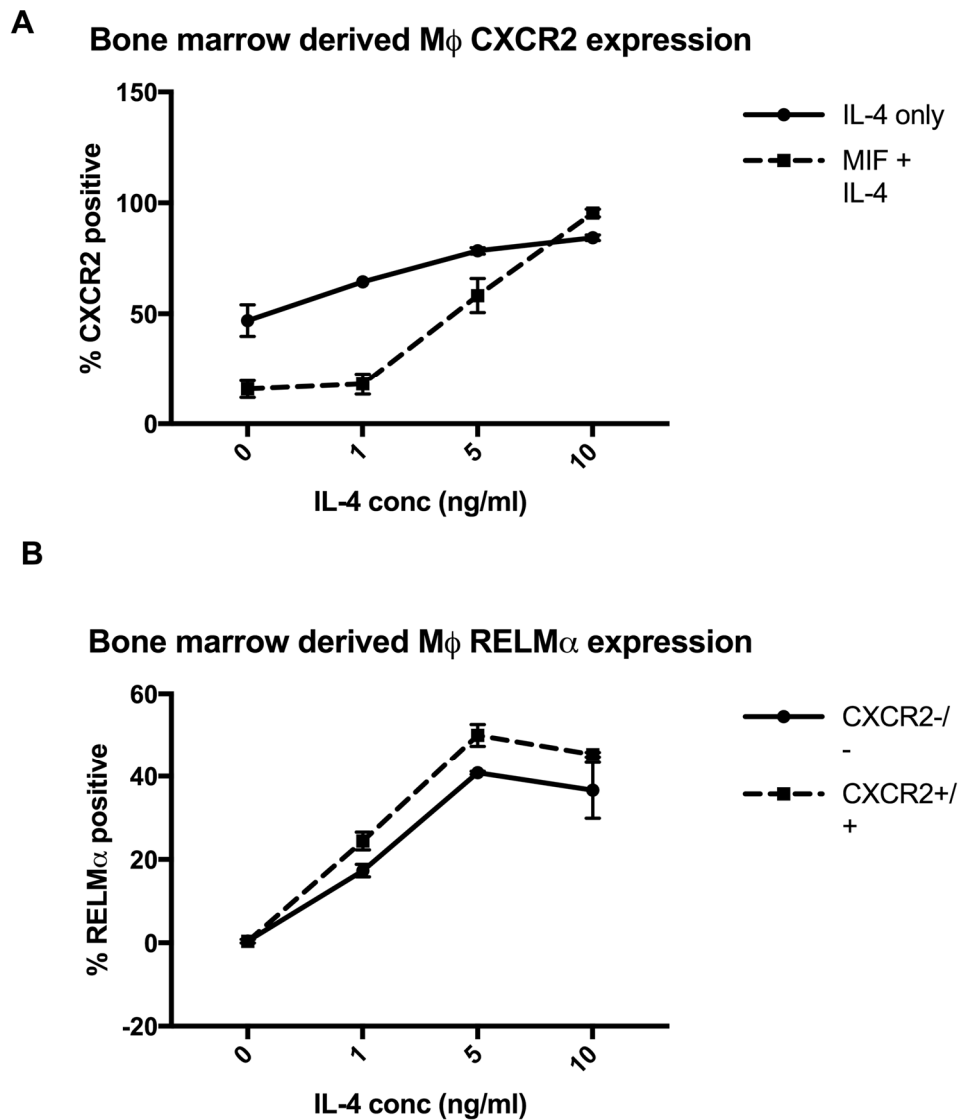 A
Bone marrow derived Mϕ CXCR2 expression
150
100
50
0
% CXCR2 positive
0
1
5
10
IL-4 conc (ng/ml)
IL-4 only
MIF +
IL-4
B
Bone marrow derived Mϕ RELMα expression
60
40
20
0
-20
% RELMα positive
0
1
5
10
IL-4 conc (ng/ml)
CXCR2-/
-
CXCR2+/
+